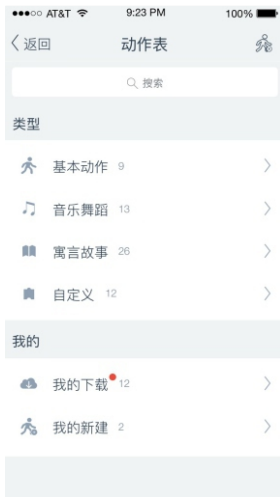 AT&T 9:23 PM 100%
返回 动作表
搜索
类型
基本动作 9
音乐舞蹈 13
寓言故事 26
自定义 12
我的
我的下载 12
我的新建 2